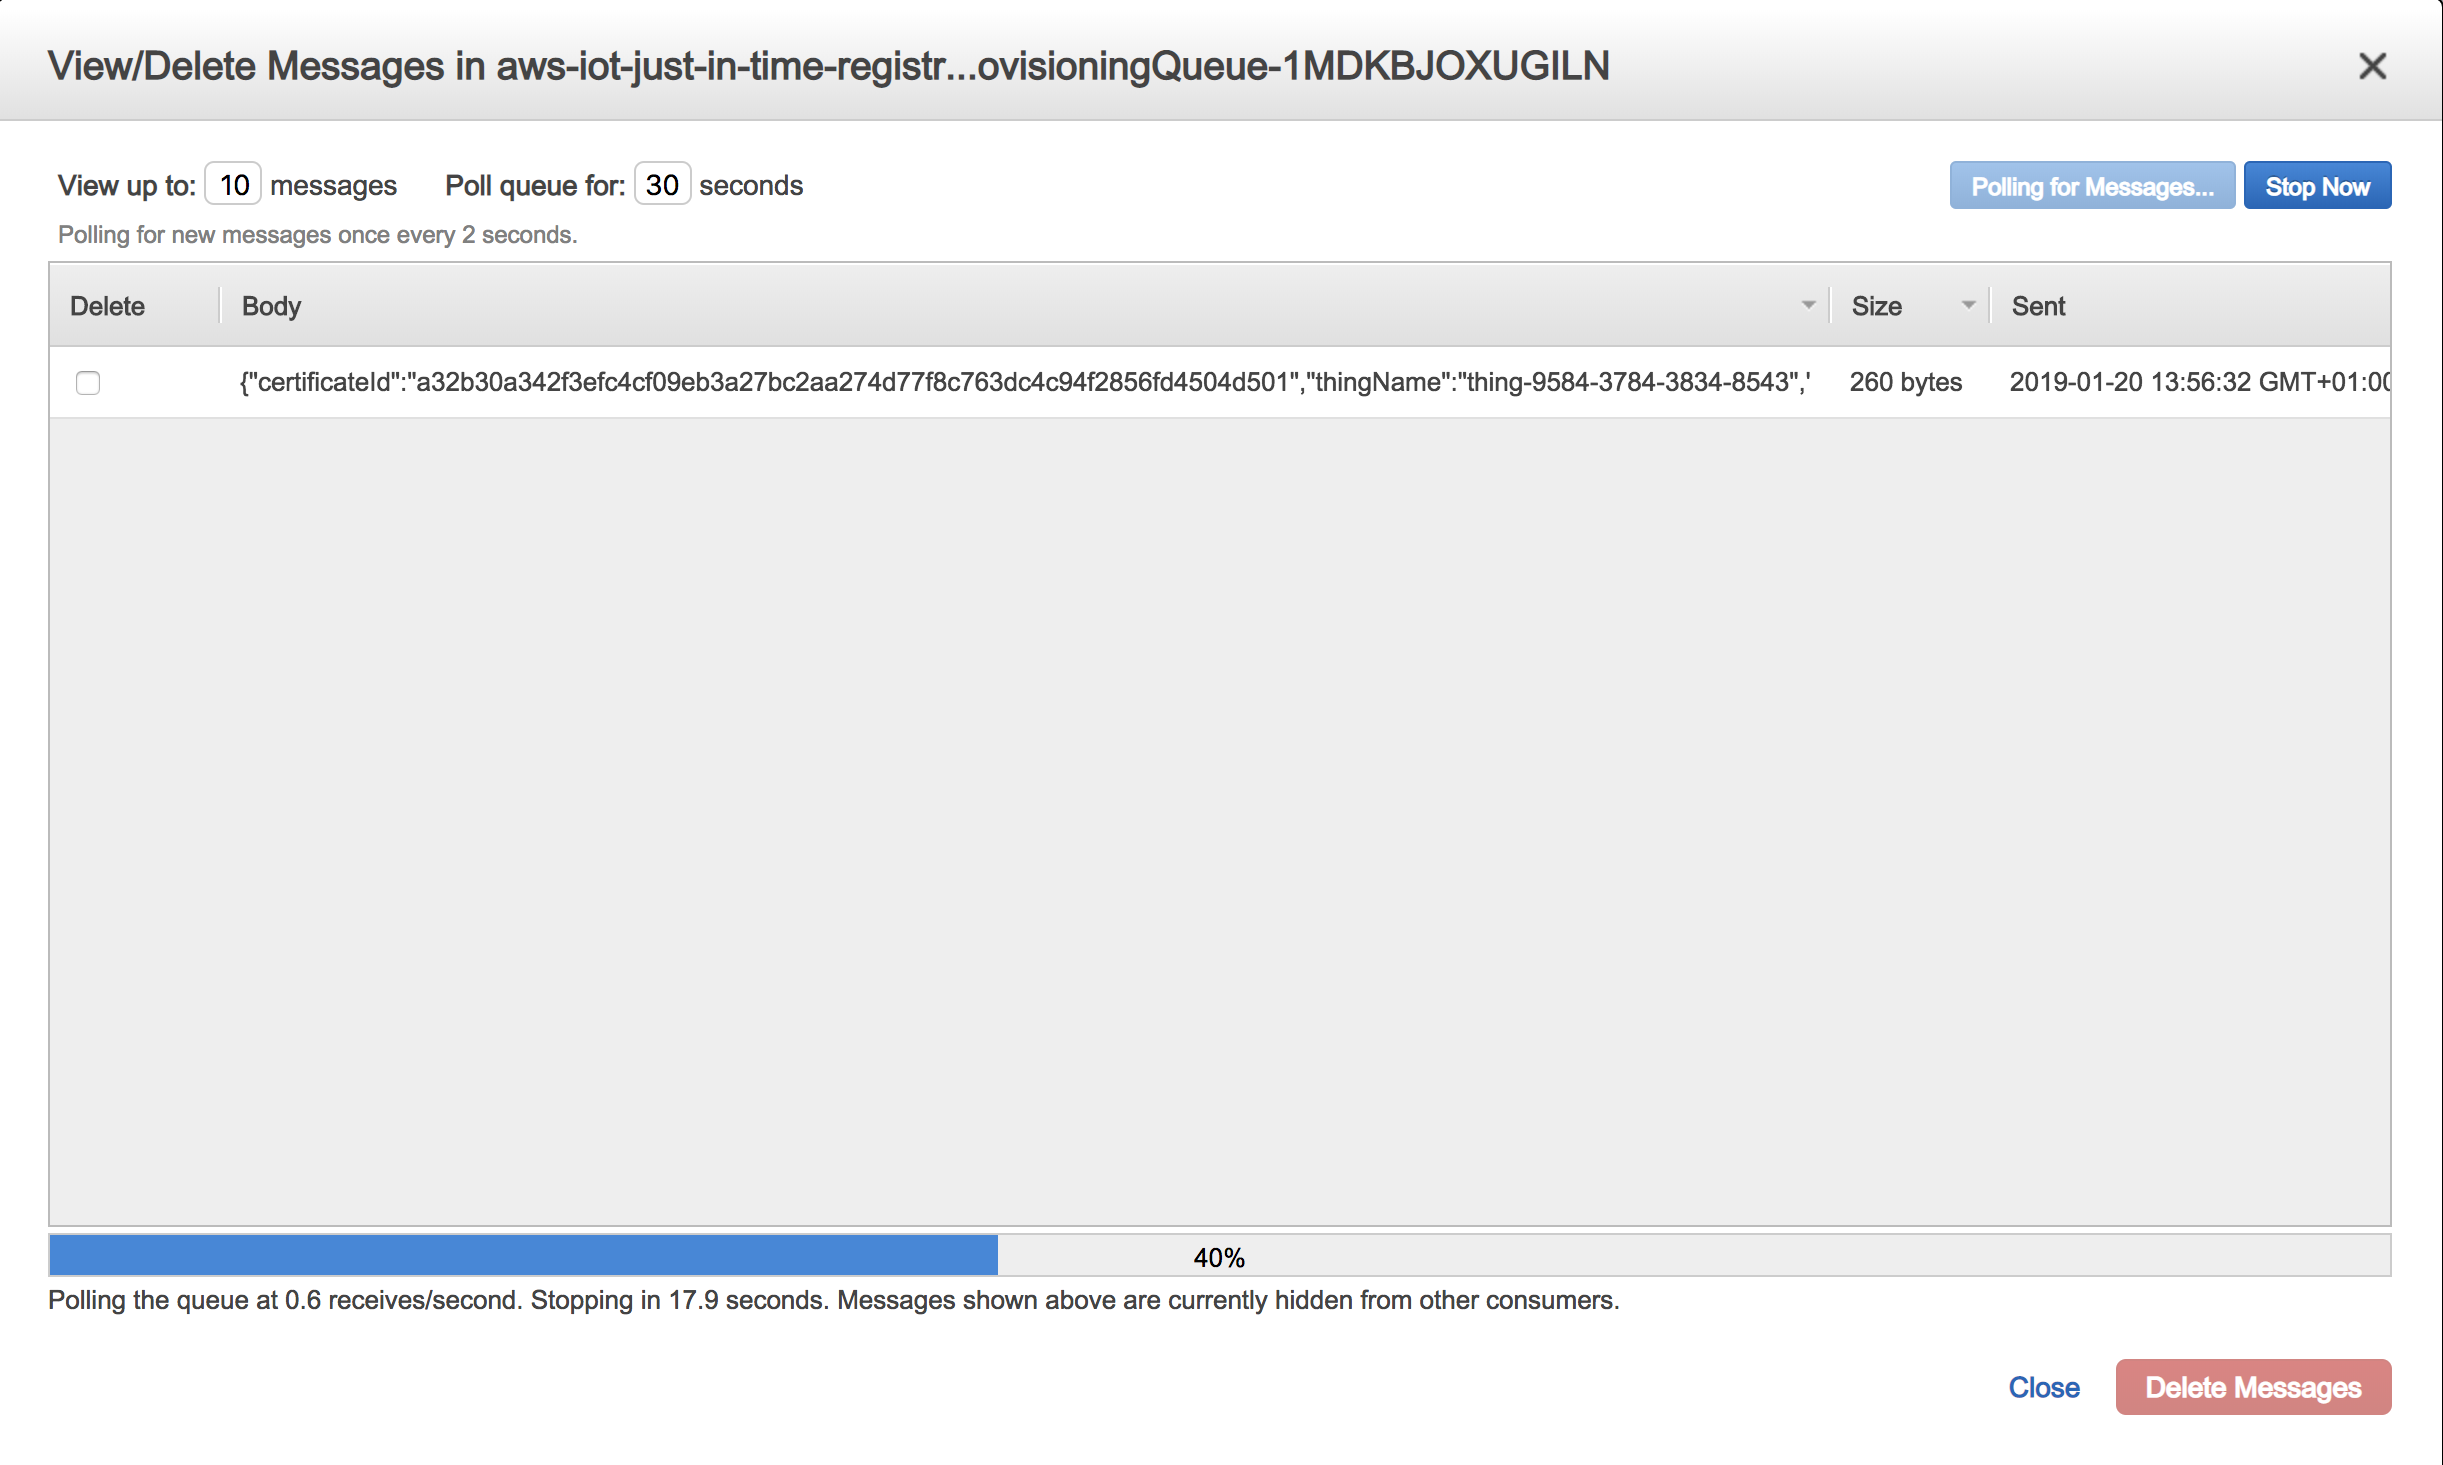 View/Delete Messages in aws-iot-just-in-time-registr...ovisioningQueue-1MDKBJOXUGILN
View up to: 10 messages Poll queue for: 30 seconds Polling for Messages... Stop Now
Polling for new messages once every 2 seconds.
Delete Body Size Sent
{"certificateId":"a32b30a342f3efc4cf09eb3a27bc2aa274d77f8c763dc4c94f2856fd4504d501","thingName":"thing-9584-3784-3834-8543",' 260 bytes 2019-01-20 13:56:32 GMT+01:00
40%
Polling the queue at 0.6 receives/second. Stopping in 17.9 seconds. Messages shown above are currently hidden from other consumers.
Close Delete Messages